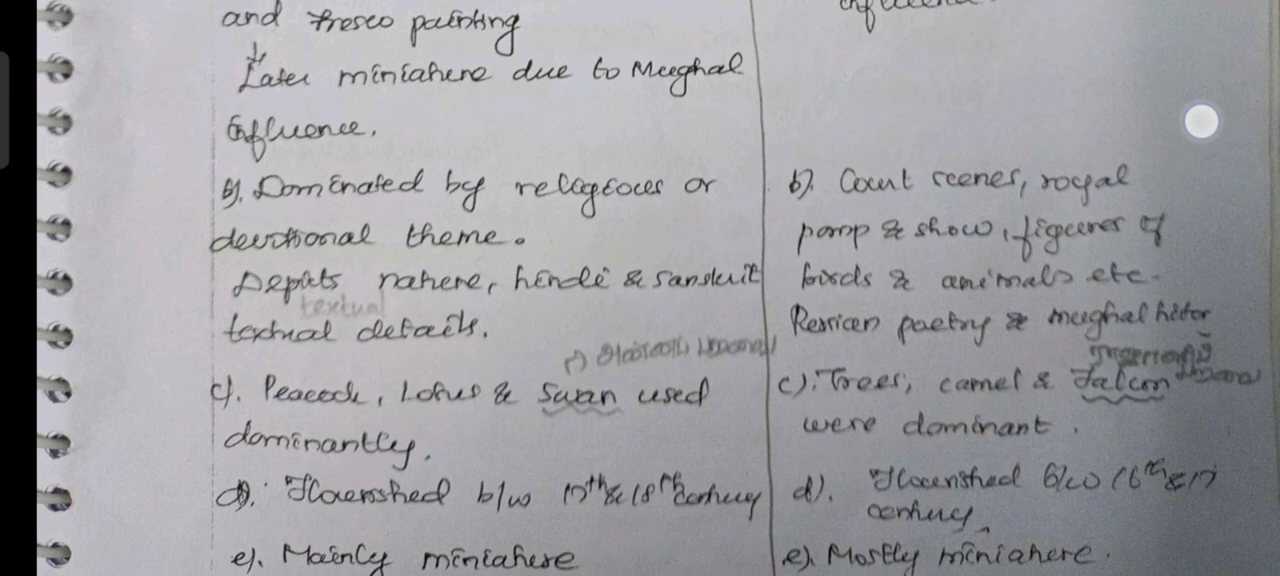 and fresco painting
Later miniature due to Mughal
influence.
b). Dominated by religious or
devotional theme.
Depicts nature, hindi & sanskrit
textual
textual details.
c). Peacock, Lotus & Swan used
dominantly.
d). Flourished b/w 17th & 18th century
e). Mainly miniature
influence
b). Court scenes, royal
pomp & show, figures of
birds & animals etc.
Persian poetry & mughal histor
c). Trees, camel & Falcon
were dominant.
d). Flourished b/w 16th & 17
century
e). Mostly miniature.